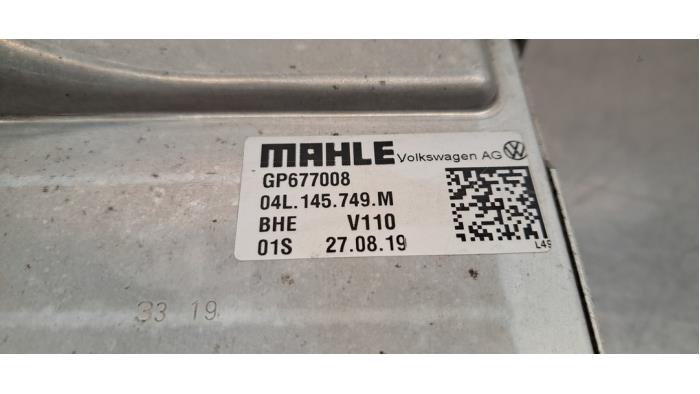 MAHLE Volkswagen AG
GP677008
04L.145.749.M
BHE V110
01S 27.08.19
L49
33 19